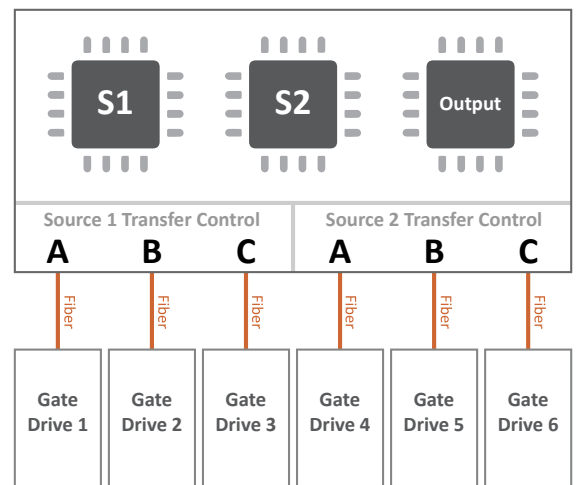 S1
S2
Output
Source 1 Transfer Control
Source 2 Transfer Control
A
B
C
A
B
C
Fiber
Fiber
Fiber
Fiber
Fiber
Fiber
Gate
Drive 1
Gate
Drive 2
Gate
Drive 3
Gate
Drive 4
Gate
Drive 5
Gate
Drive 6